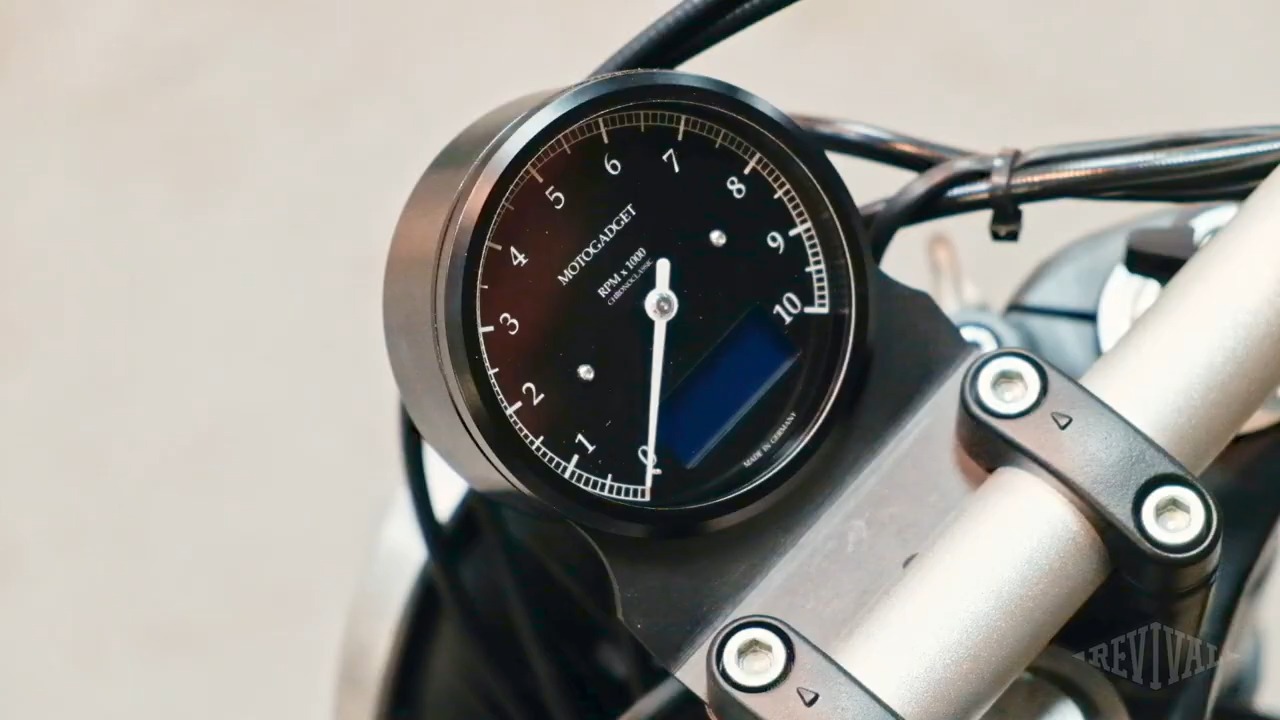 MOTOGADGET
RPM x 1000
CHRONOCLASSIC
0
1
2
3
4
5
6
7
8
9
10
MADE IN GERMANY
REVIVAL